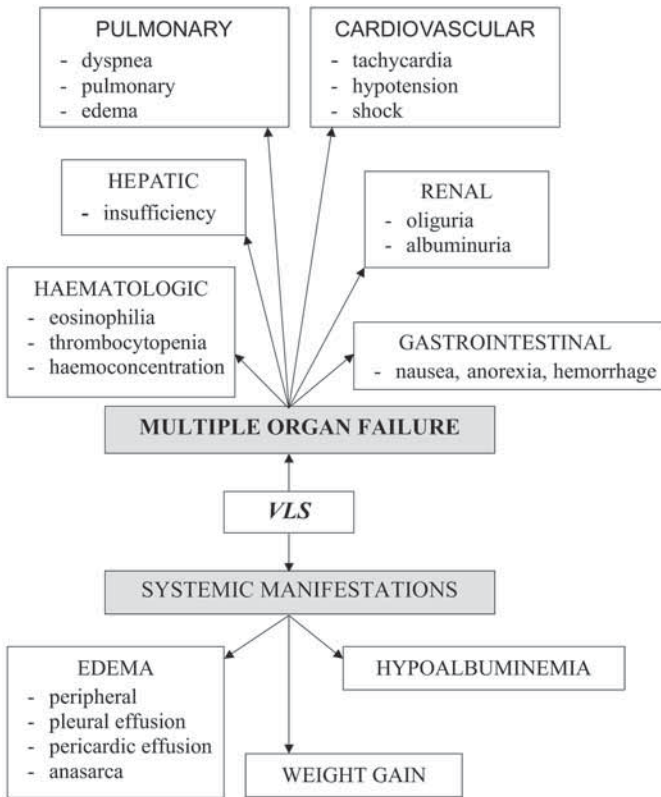 PULMONARY
- dyspnea
- pulmonary
- edema
CARDIOVASCULAR
- tachycardia
- hypotension
- shock
HEPATIC
- insufficiency
RENAL
- oliguria
- albuminuria
HAEMATOLOGIC
- eosinophilia
- thrombocytopenia
- haemoconcentration
GASTROINTESTINAL
- nausea, anorexia, hemorrhage
MULTIPLE ORGAN FAILURE
VLS
SYSTEMIC MANIFESTATIONS
EDEMA
- peripheral
- pleural effusion
- pericardic effusion
- anasarca
HYPOALBUMINEMIA
WEIGHT GAIN